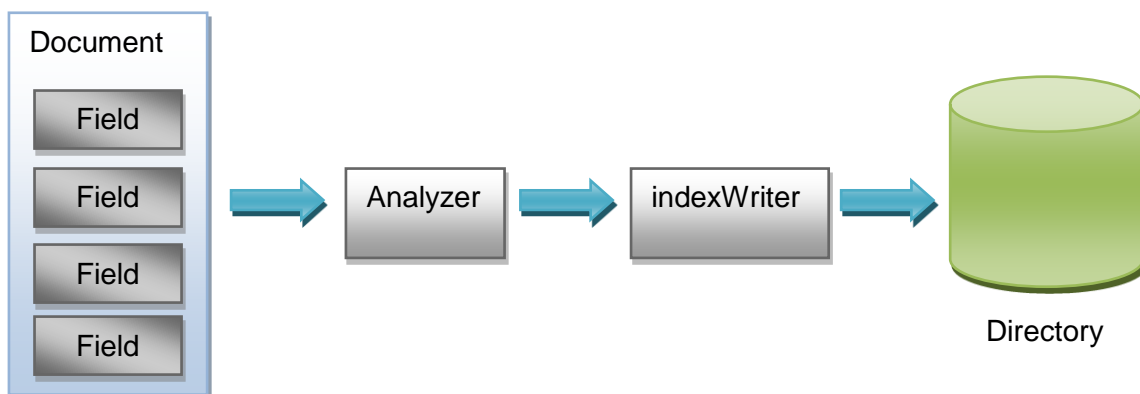 Document
Field
Field
Field
Field
Analyzer
indexWriter
Directory